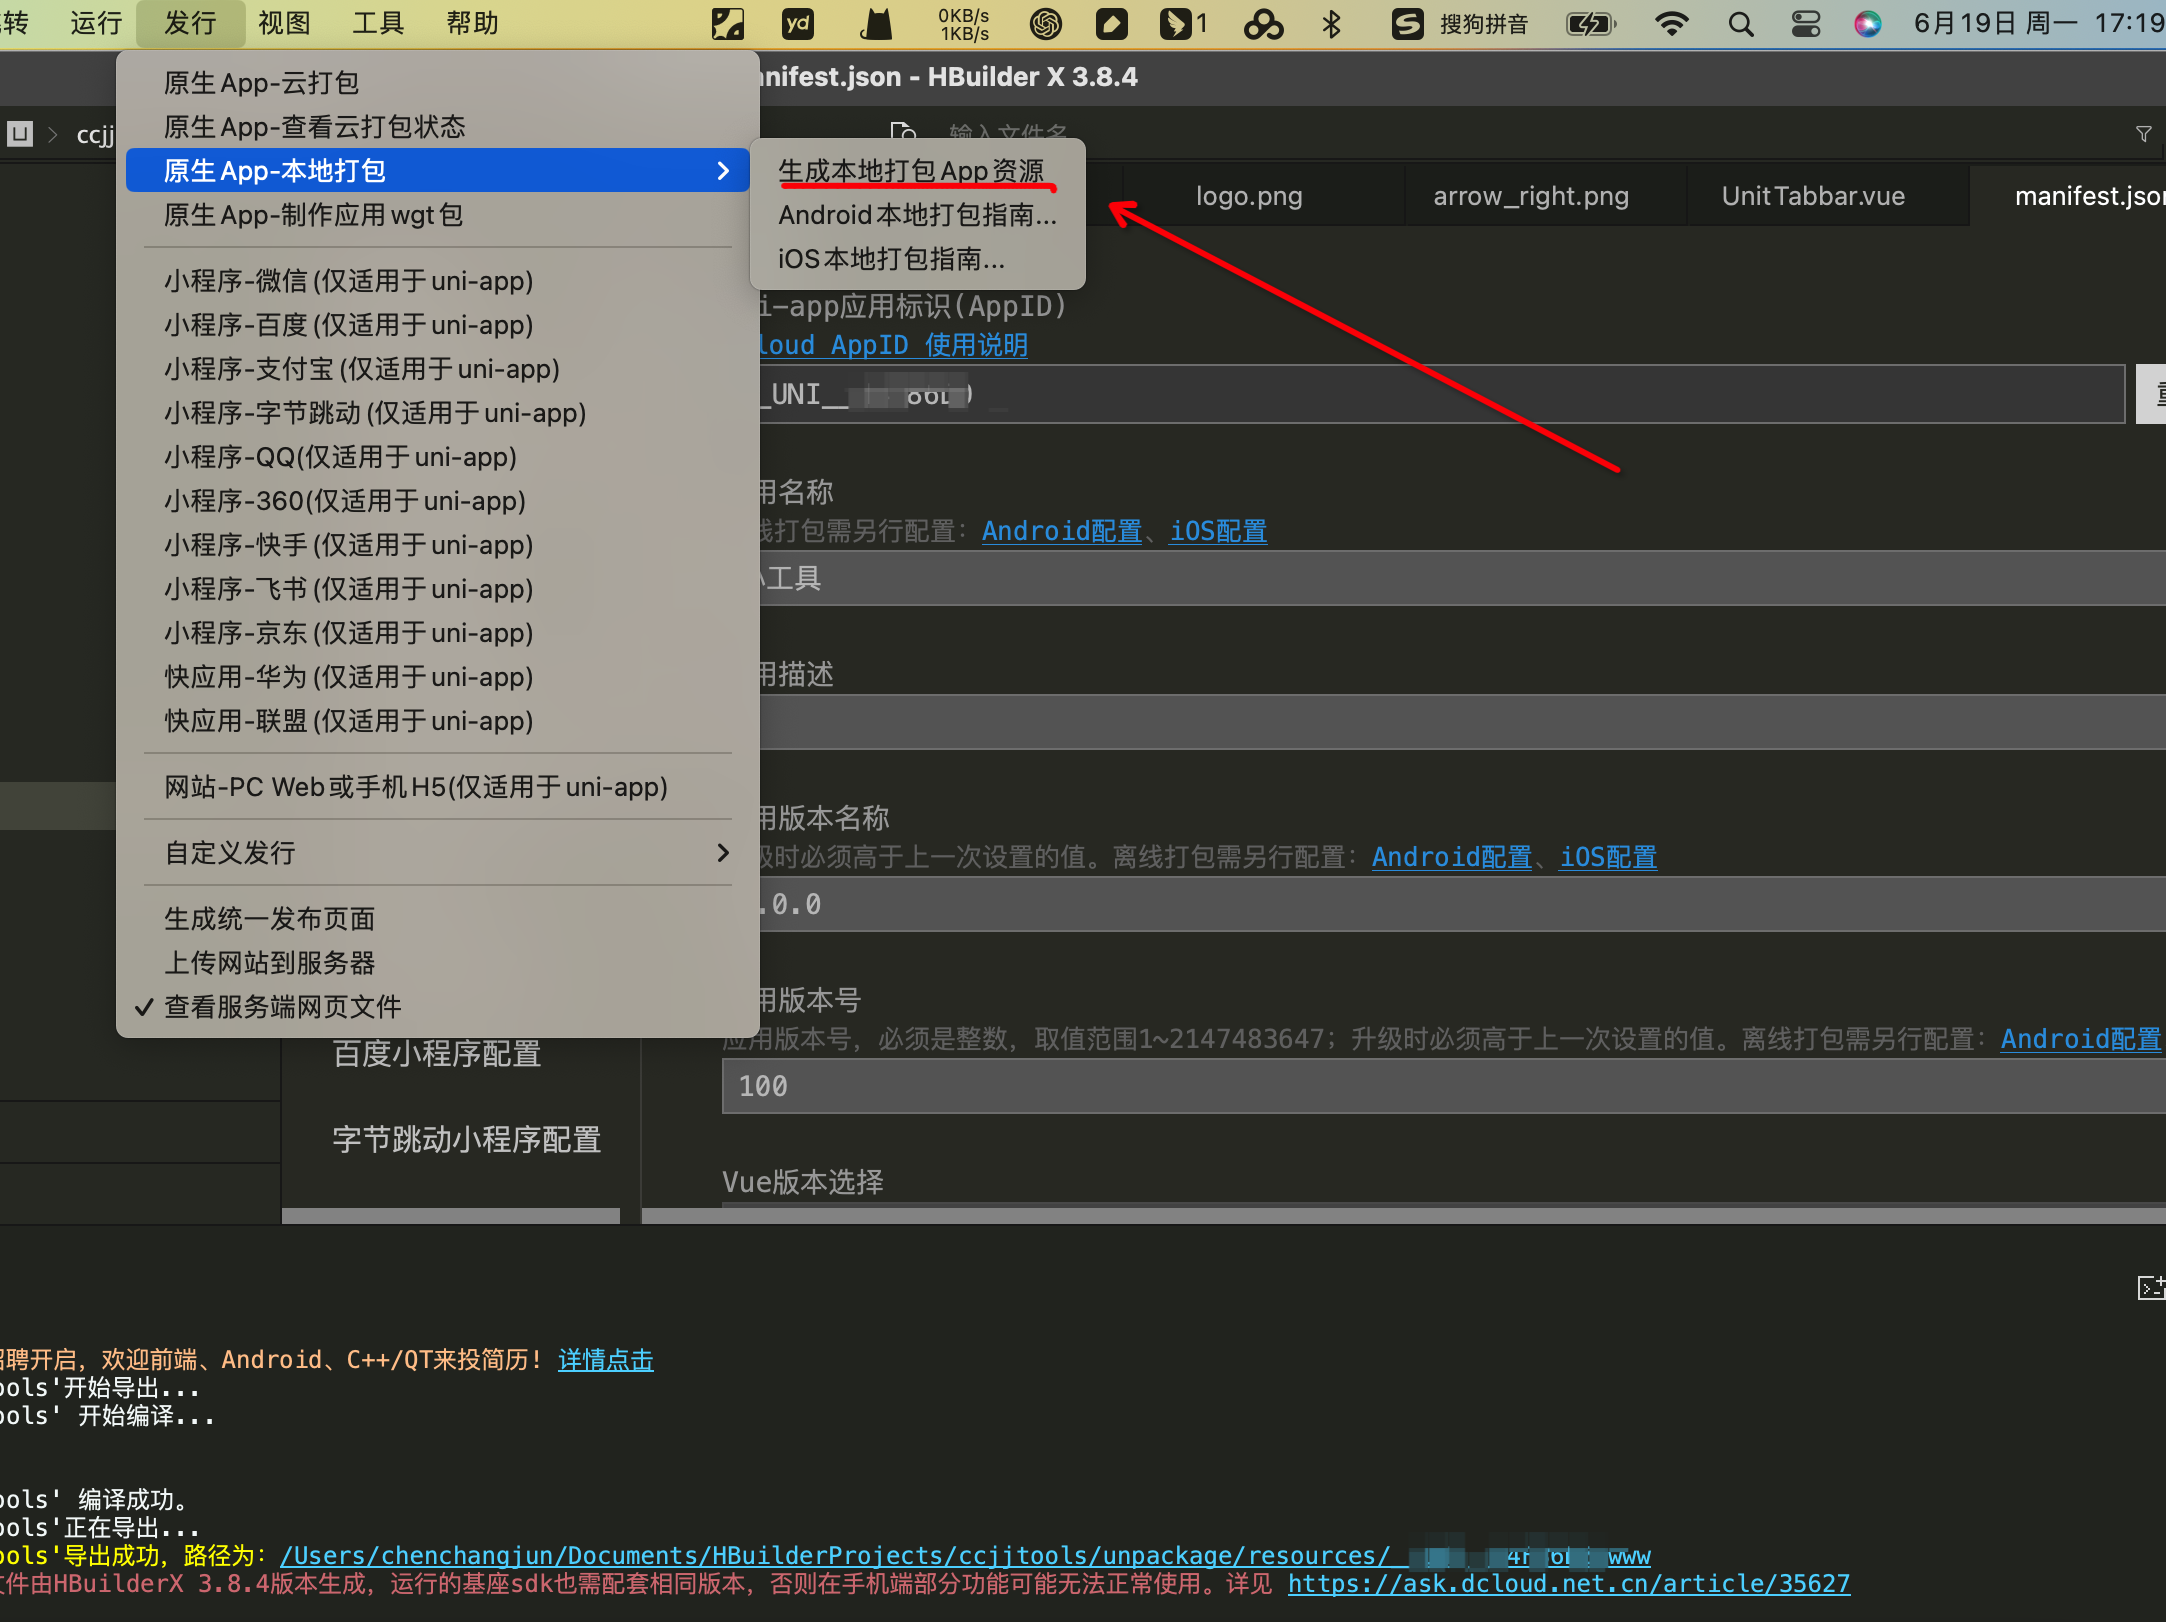 转 运行 发行 视图 工具 帮助 yd 0KB/s 1KB/s 1 S 搜狗拼音 6月19日 周一 17:19
nifest.json - HBuilder X 3.8.4
U ccjj 输入文件名
logo.png arrow_right.png UnitTabbar.vue manifest.json
原生App-云打包
原生App-查看云打包状态
原生App-本地打包
原生App-制作应用wgt包
小程序-微信(仅适用于uni-app)
小程序-百度(仅适用于uni-app)
小程序-支付宝(仅适用于uni-app)
小程序-字节跳动(仅适用于uni-app)
小程序-QQ(仅适用于uni-app)
小程序-360(仅适用于uni-app)
小程序-快手(仅适用于uni-app)
小程序-飞书(仅适用于uni-app)
小程序-京东(仅适用于uni-app)
快应用-华为(仅适用于uni-app)
快应用-联盟(仅适用于uni-app)
网站-PC Web或手机H5(仅适用于uni-app)
自定义发行
生成统一发布页面
上传网站到服务器
✓ 查看服务端网页文件
生成本地打包App资源
Android本地打包指南...
iOS本地打包指南...
i-app应用标识(AppID)
loud AppID 使用说明
_UNI__
用名称
线打包需另行配置：Android配置、iOS配置
小工具
用描述
用版本名称
级时必须高于上一次设置的值。离线打包需另行配置：Android配置、iOS配置
.0.0
用版本号
应用版本号，必须是整数，取值范围1~2147483647；升级时必须高于上一次设置的值。离线打包需另行配置：Android配置
100
Vue版本选择
百度小程序配置
字节跳动小程序配置
招聘开启，欢迎前端、Android、C++/QT来投简历！详情点击
ools'开始导出...
ools' 开始编译...
ools' 编译成功。
ools'正在导出...
ools'导出成功，路径为：/Users/chenchangjun/Documents/HBuilderProjects/ccjjtools/unpackage/resources/__ www
文件由HBuilderX 3.8.4版本生成，运行的基座sdk也需配套相同版本，否则在手机端部分功能可能无法正常使用。详见 https://ask.dcloud.net.cn/article/35627